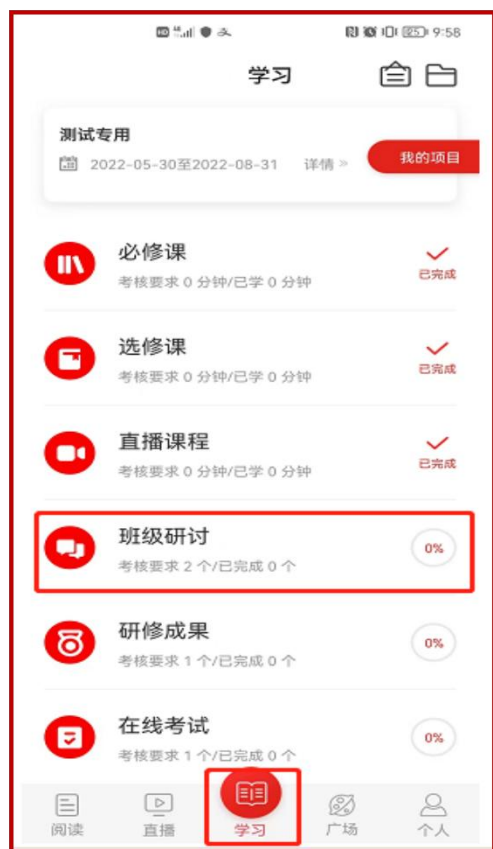 HD 4G 25 9:58
学习
测试专用
2022-05-30至2022-08-31 详情 »
我的项目
必修课
考核要求 0 分钟/已学 0 分钟
已完成
选修课
考核要求 0 分钟/已学 0 分钟
已完成
直播课程
考核要求 0 分钟/已学 0 分钟
已完成
班级研讨
考核要求 2 个/已完成 0 个
0%
研修成果
考核要求 1 个/已完成 0 个
0%
在线考试
考核要求 1 个/已完成 0 个
0%
阅读 直播 学习 广场 个人